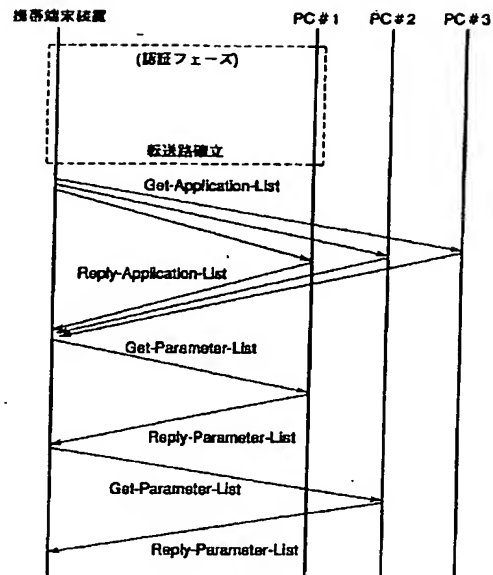 携帯端末装置 PC#1 PC#2 PC#3
(認証フェーズ)
転送路確立
Get-Application-List
Reply-Application-List
Get-Parameter-List
Reply-Parameter-List
Get-Parameter-List
Reply-Parameter-List